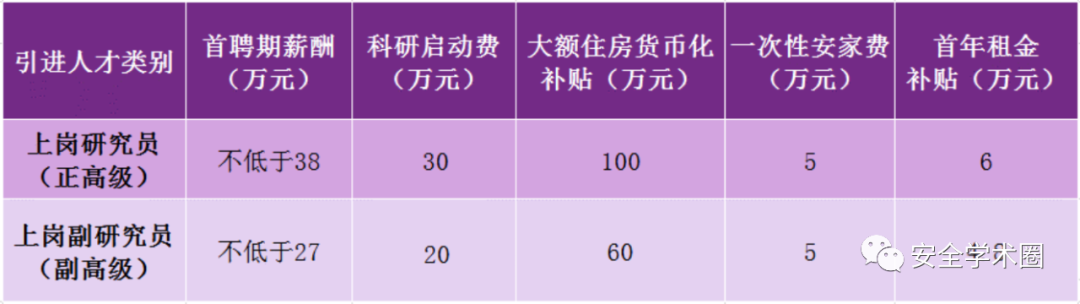 引进人才类别
首聘期薪酬
（万元）
科研启动费
（万元）
大额住房货币化
补贴（万元）
一次性安家费
（万元）
首年租金
补贴（万元）
上岗研究员
（正高级）
不低于38
30
100
5
6
上岗副研究员
（副高级）
不低于27
20
60
5
安全学术圈